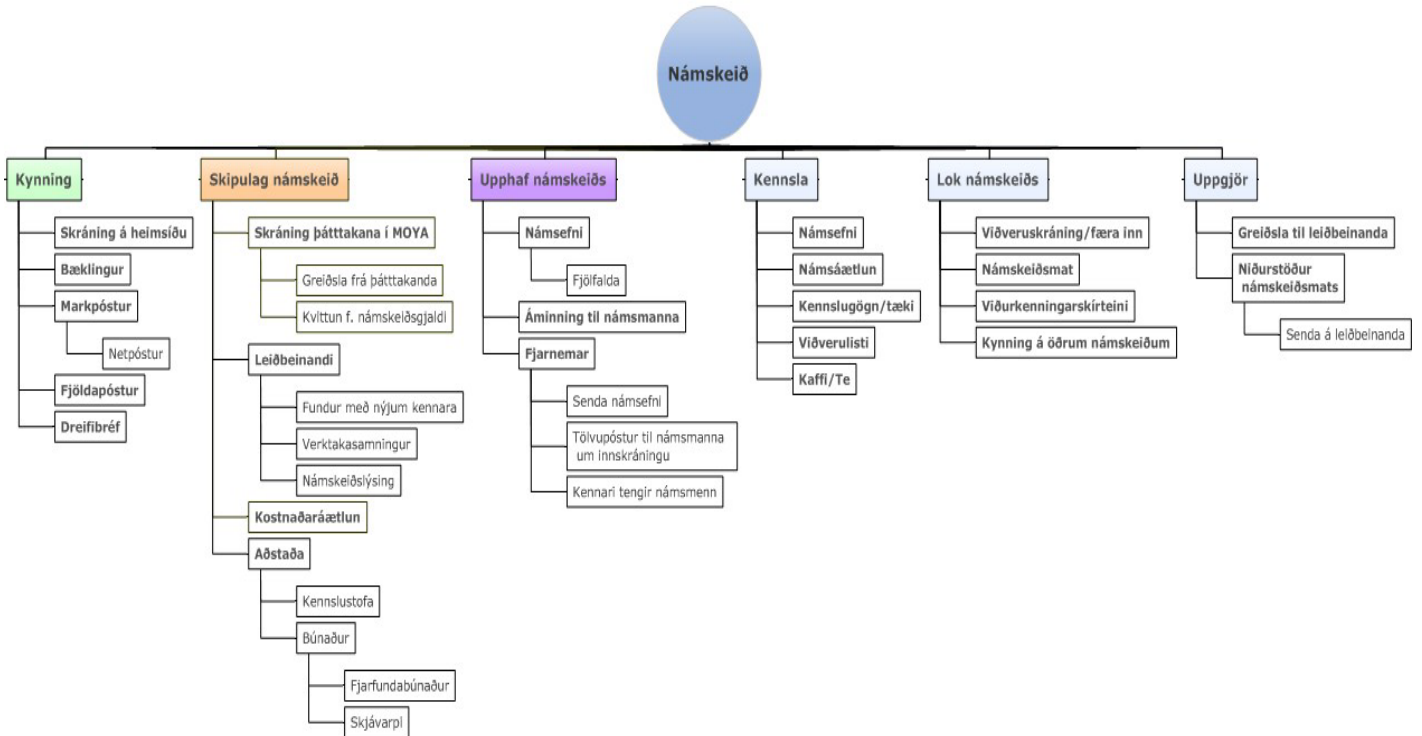 Námskeið
Kynning
Skráning á heimsíðu
Bæklingur
Markpóstur
Netpóstur
Fjöldapóstur
Dreifibréf
Skipulag námskeið
Skráning þátttakana í MOYA
Greiðsla frá þátttakanda
Kvittun f. námskeiðsgjaldi
Leiðbeinandi
Fundur með nýjum kennara
Verktakasamningur
Námskeiðslýsing
Kostnaðaráætlun
Aðstaða
Kennslustofa
Búnaður
Fjarfundabúnaður
Skjávarpi
Upphaf námskeiðs
Námsefni
Fjölfalda
Áminning til námsmanna
Fjarnemar
Senda námsefni
Tölvupóstur til námsmanna
um innskráningu
Kennari tengir námsmenn
Kennsla
Námsefni
Námsáætlun
Kennslugögn/tæki
Viðverulisti
Kaffi/Te
Lok námskeiðs
Viðveruskráning/færa inn
Námskeiðsmat
Viðurkenningarskírteini
Kynning á öðrum námskeiðum
Uppgjör
Greiðsla til leiðbeinanda
Niðurstöður
námskeiðsmats
Senda á leiðbeinanda